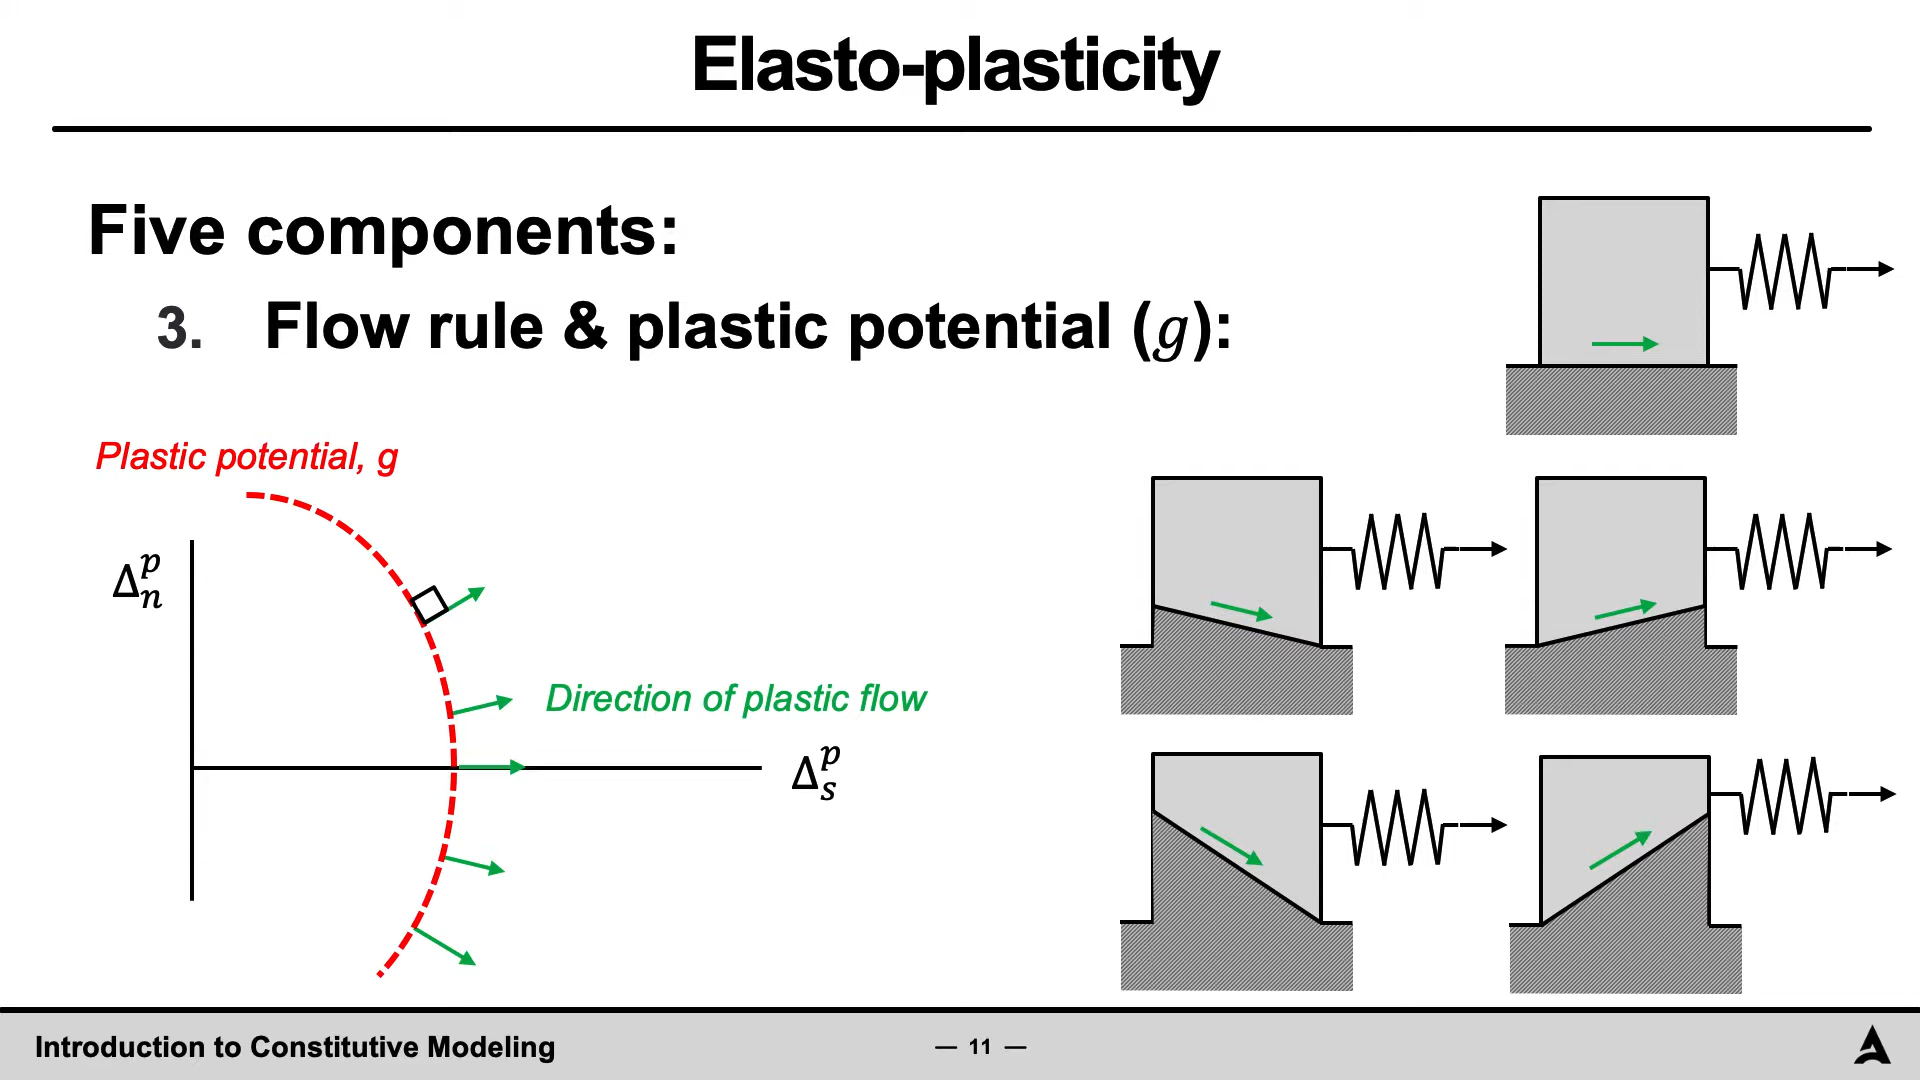 Elasto-plasticity
Five components:
3. Flow rule & plastic potential (g):
Plastic potential, g
Δₙᵖ
Direction of plastic flow
Δₛᵖ
Introduction to Constitutive Modeling
— 11 —